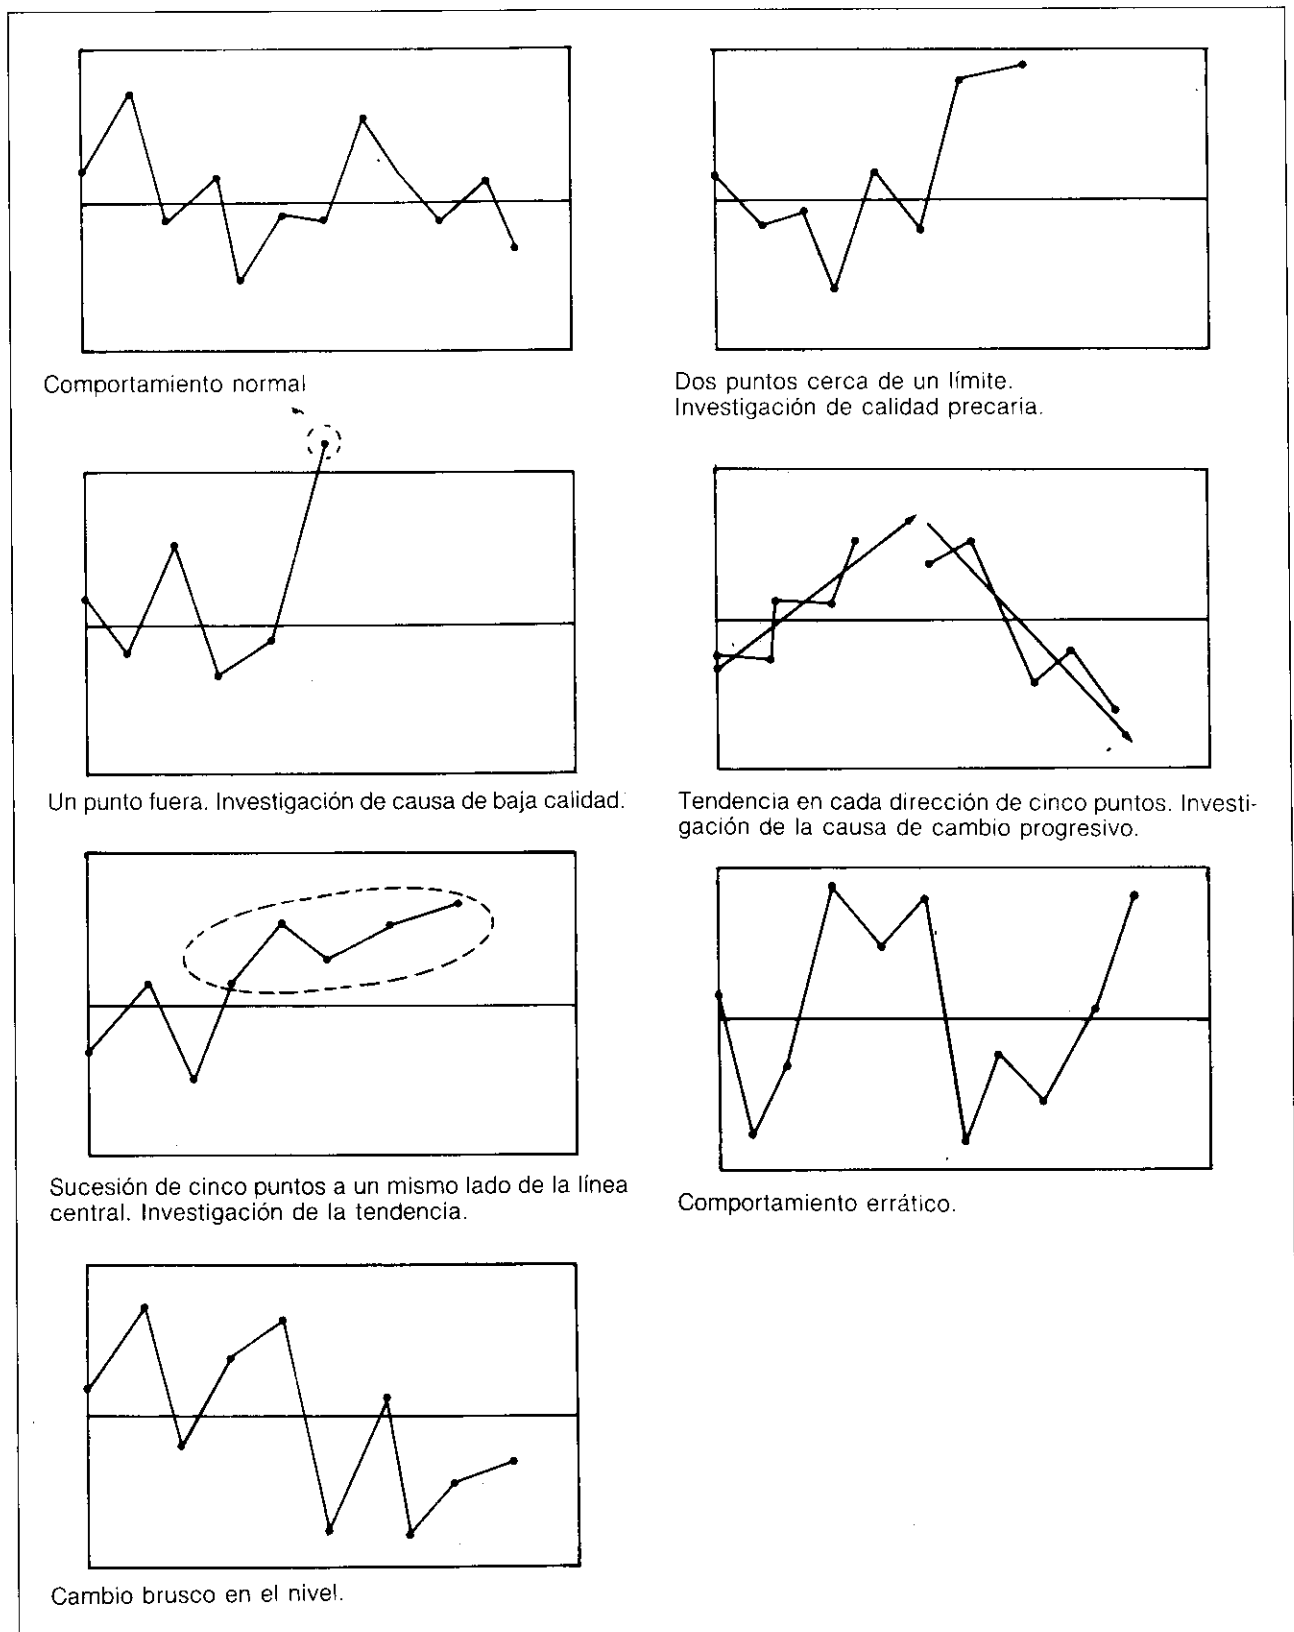 Comportamiento normal
Dos puntos cerca de un límite.
Investigación de calidad precaria.
Un punto fuera. Investigación de causa de baja calidad.
Tendencia en cada dirección de cinco puntos. Investi-
gación de la causa de cambio progresivo.
Sucesión de cinco puntos a un mismo lado de la línea
central. Investigación de la tendencia.
Comportamiento errático.
Cambio brusco en el nivel.